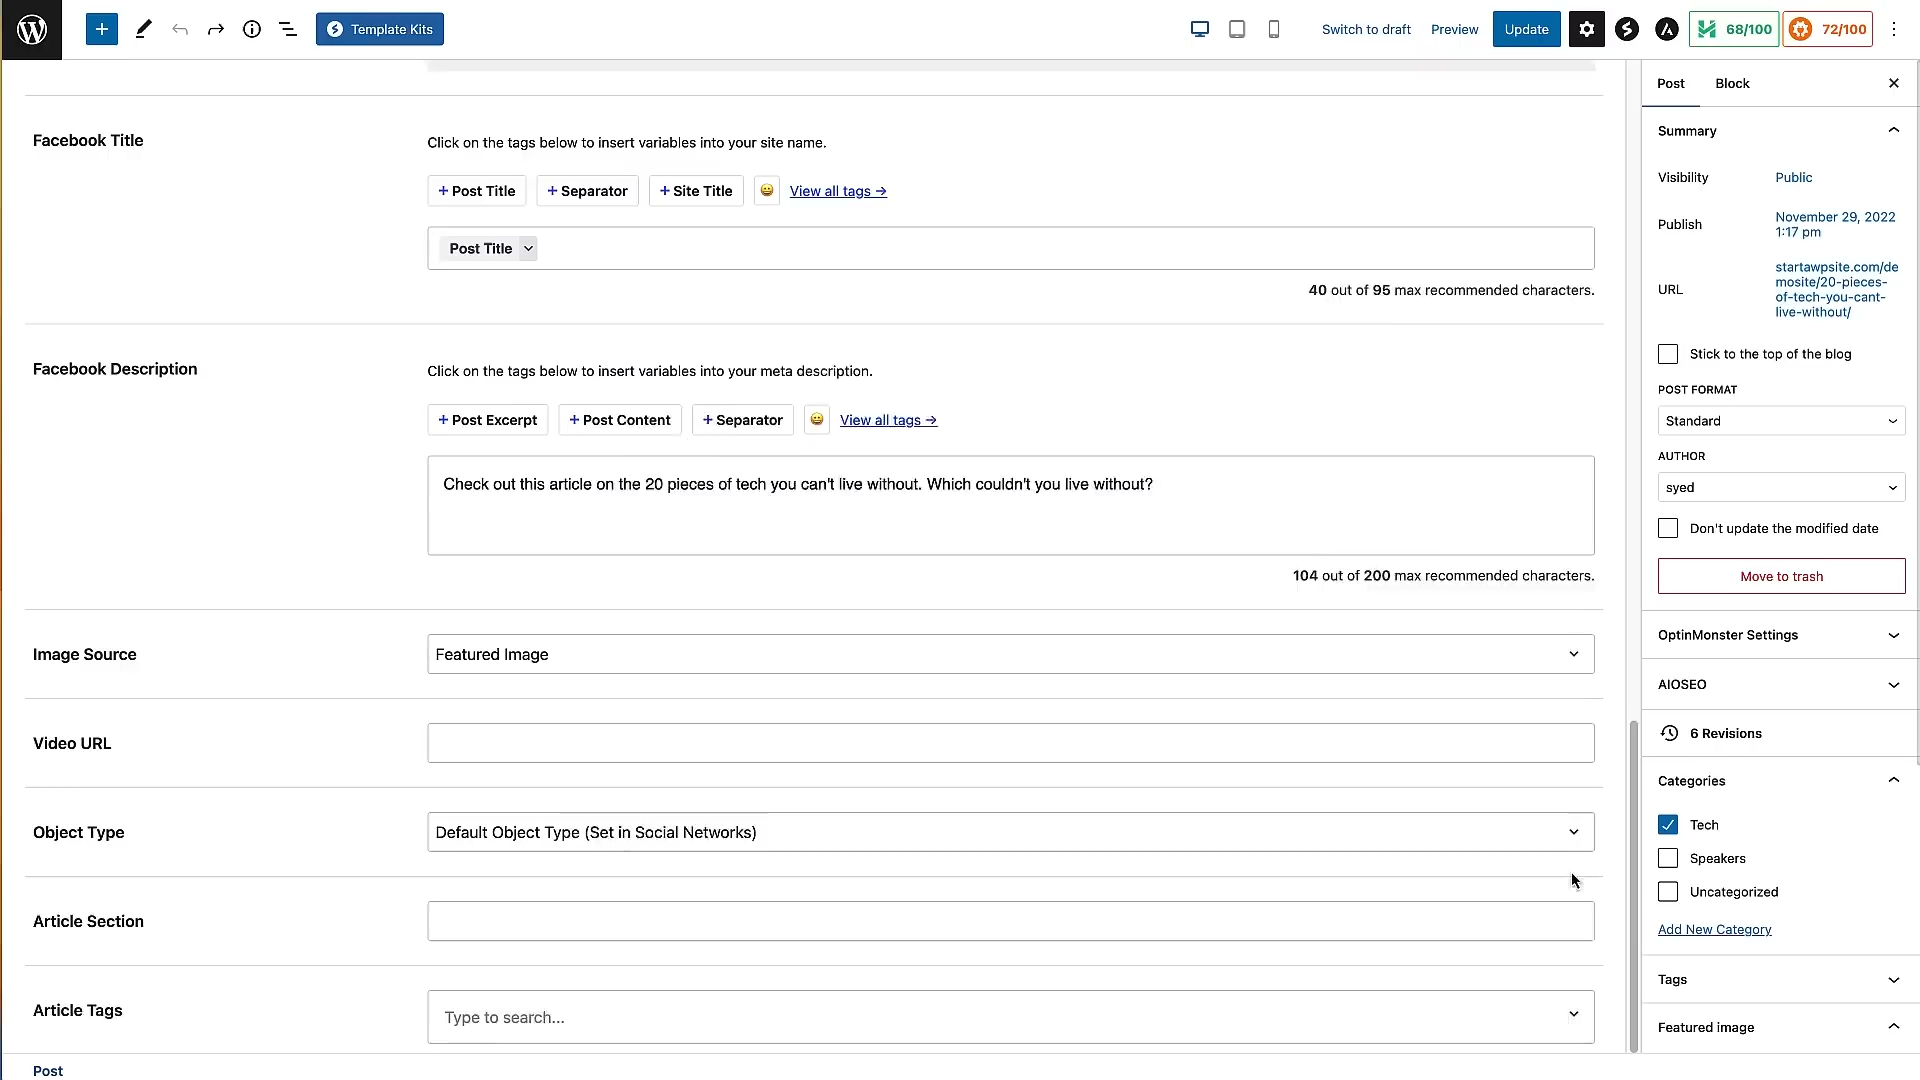 Template Kits
Switch to draft
Preview
Update
68/100
72/100
Facebook Title
Click on the tags below to insert variables into your site name.
+ Post Title
+ Separator
+ Site Title
View all tags →
Post Title
40 out of 95 max recommended characters.
Facebook Description
Click on the tags below to insert variables into your meta description.
+ Post Excerpt
+ Post Content
+ Separator
View all tags →
Check out this article on the 20 pieces of tech you can't live without. Which couldn't you live without?
104 out of 200 max recommended characters.
Image Source
Featured Image
Video URL
Object Type
Default Object Type (Set in Social Networks)
Article Section
Article Tags
Type to search...
Post
Post
Block
Summary
Visibility
Public
Publish
November 29, 2022
1:17 pm
URL
startawpsite.com/de
mosite/20-pieces-
of-tech-you-cant-
live-without/
Stick to the top of the blog
POST FORMAT
Standard
AUTHOR
syed
Don't update the modified date
Move to trash
OptinMonster Settings
AIOSEO
6 Revisions
Categories
Tech
Speakers
Uncategorized
Add New Category
Tags
Featured image